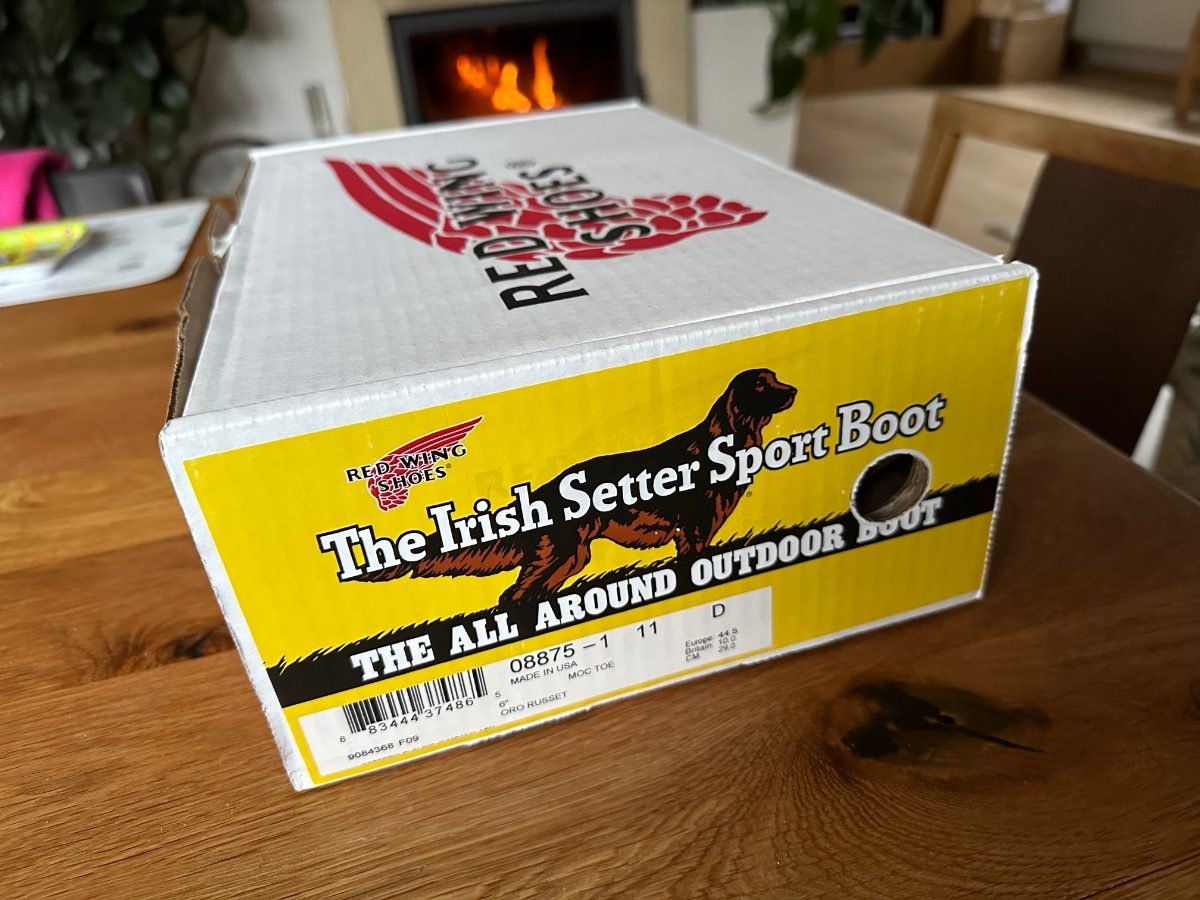 RED WING®
SHOES
RED WING
SHOES®
The Irish Setter Sport Boot
®
THE ALL AROUND OUTDOOR BOOT
08875 -1 11 D
MADE IN USA
MOC TOE
Europe: 44.5
Britain: 10.0
CM: 29.0
8 83444 37486 5
6"
ORO RUSSET
9084368 F09